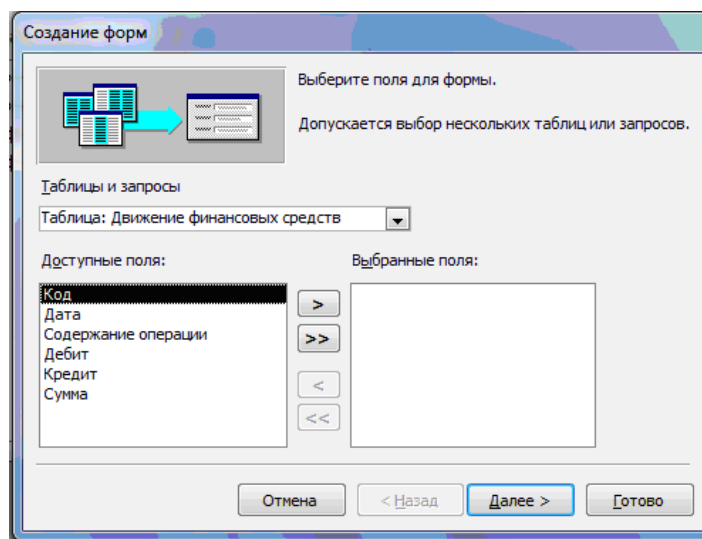 Создание форм
Выберите поля для формы.
Допускается выбор нескольких таблиц или запросов.
Таблицы и запросы
Таблица: Движение финансовых средств
Доступные поля:
Выбранные поля:
Код
Дата
Содержание операции
Дебит
Кредит
Сумма
>
>>
<
<<
Отмена
< Назад
Далее >
Готово